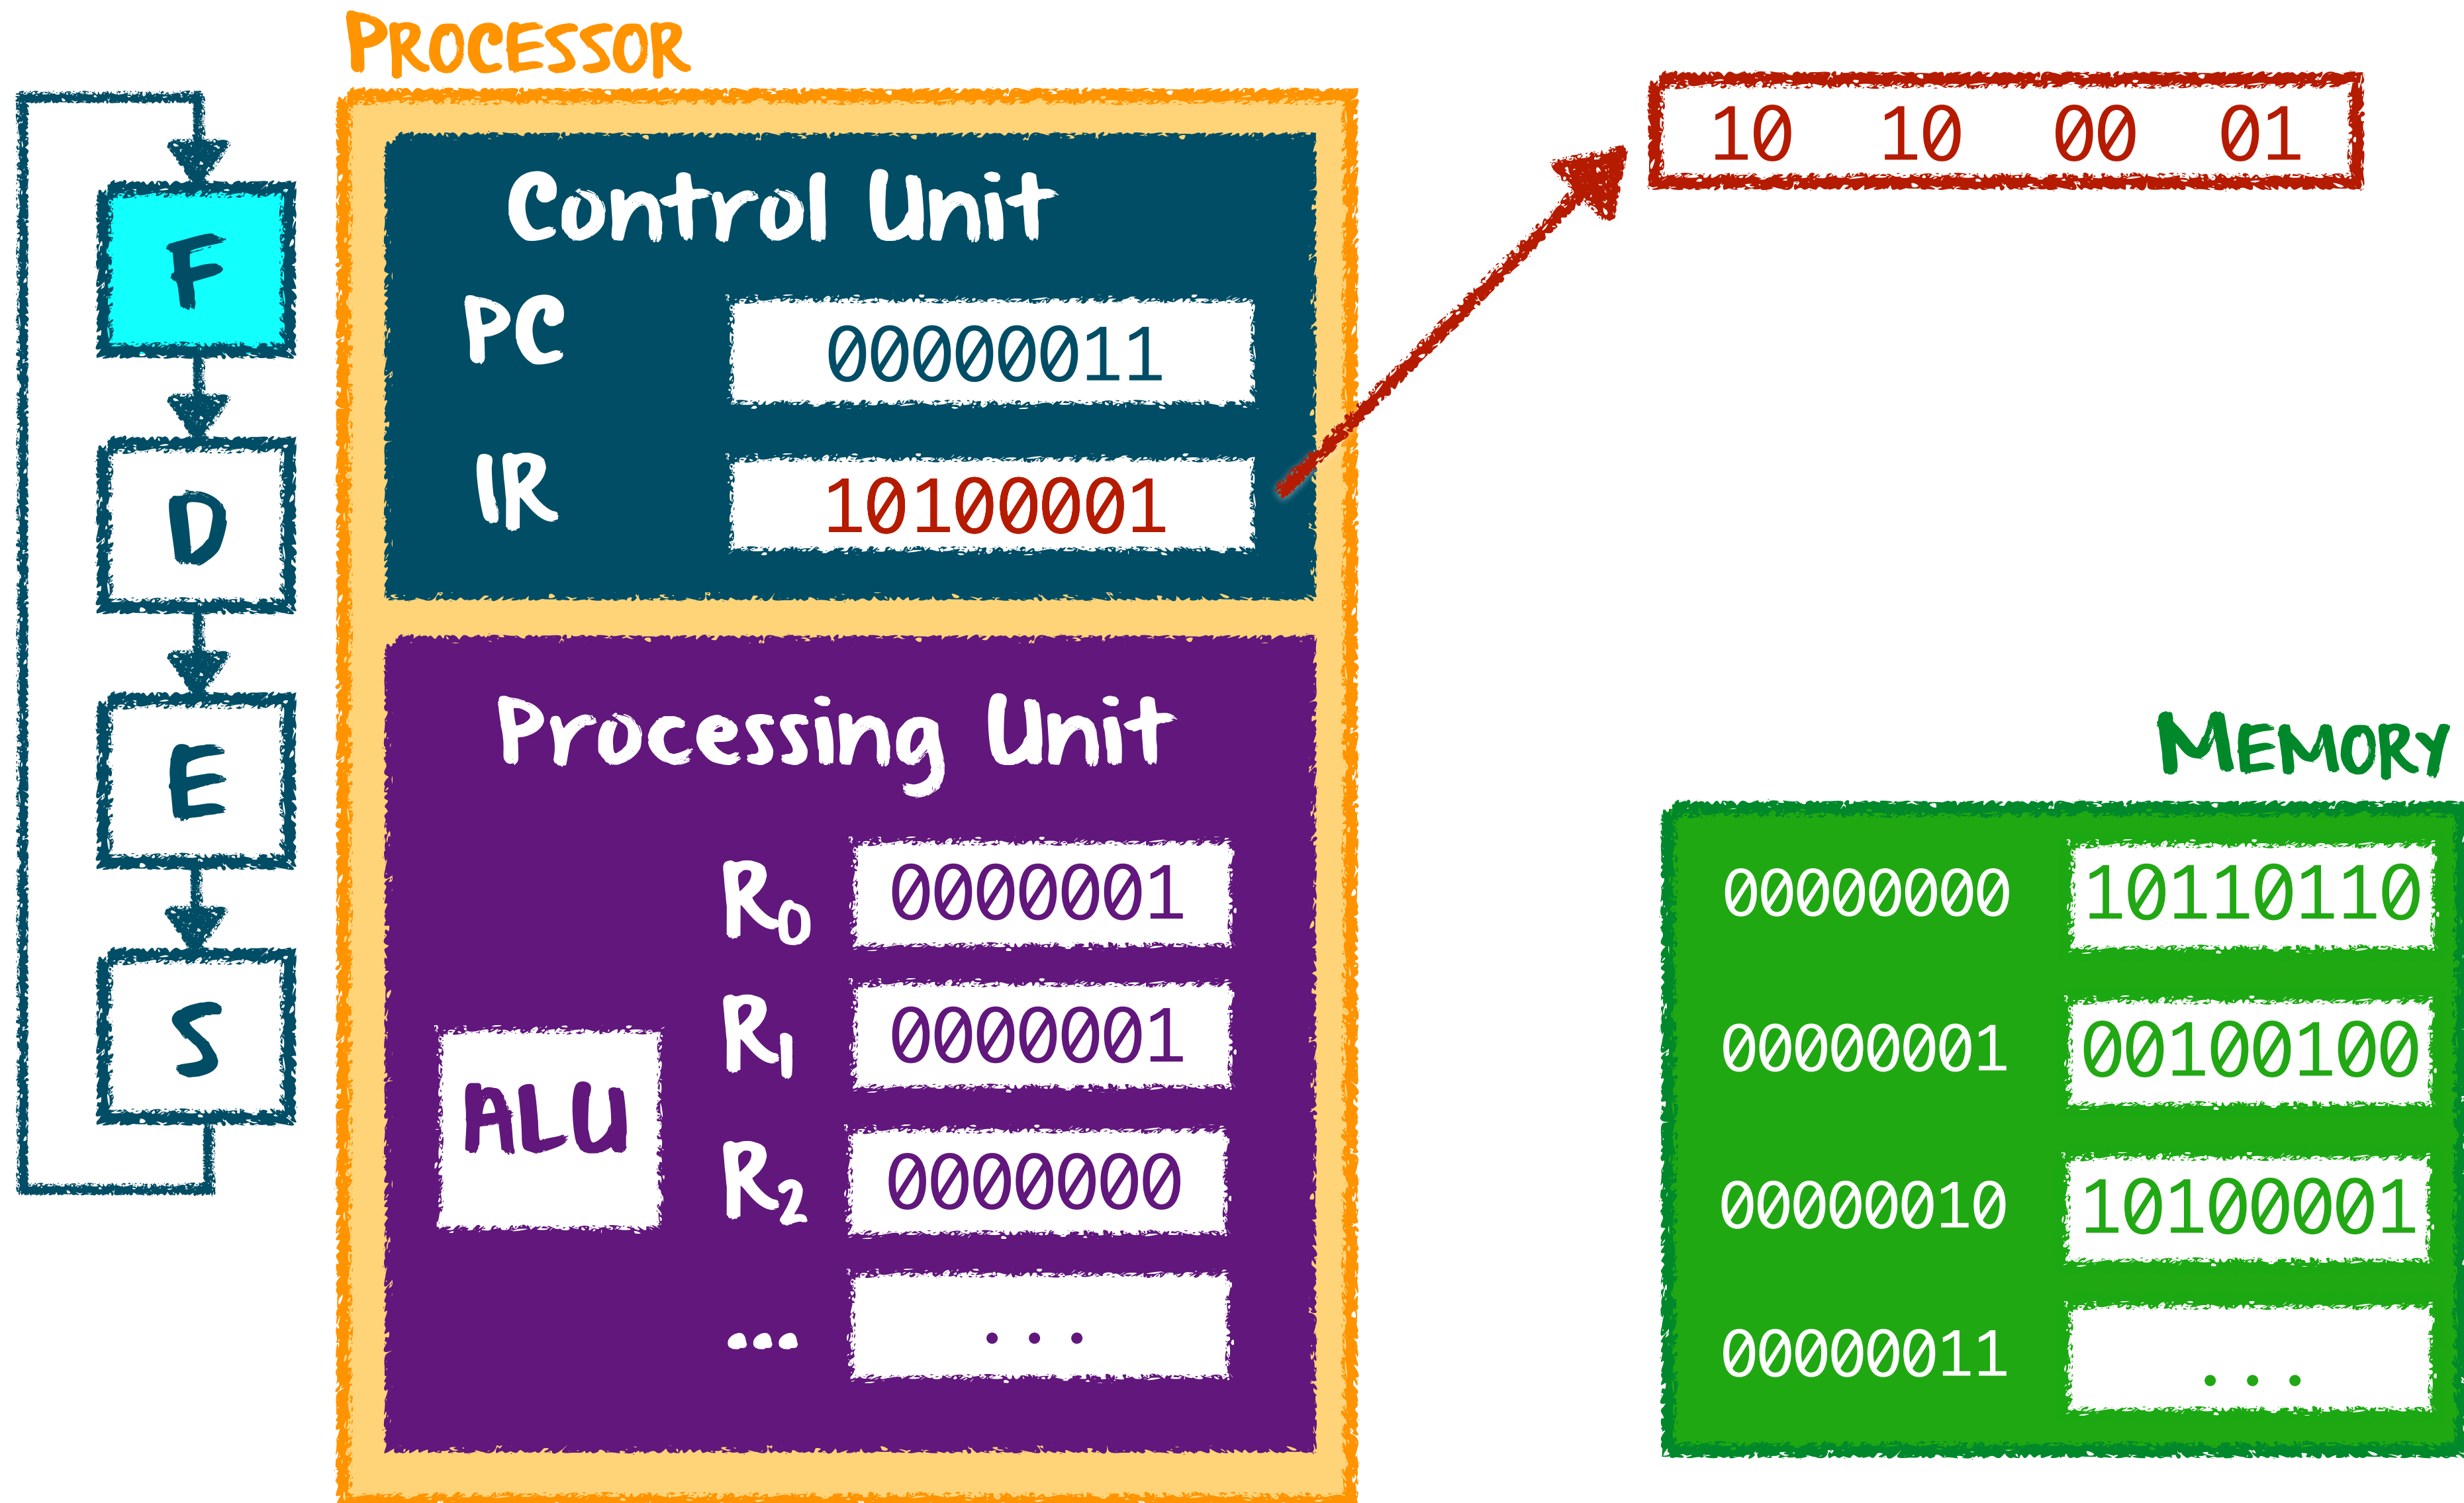 PROCESSOR
10 10 00 01
F
D
E
S
Control Unit
PC 00000011
IR 10100001
Processing Unit
ALU
R0 0000001
R1 0000001
R2 0000000
... ...
MEMORY
00000000 10110110
00000001 00100100
00000010 10100001
00000011 ...